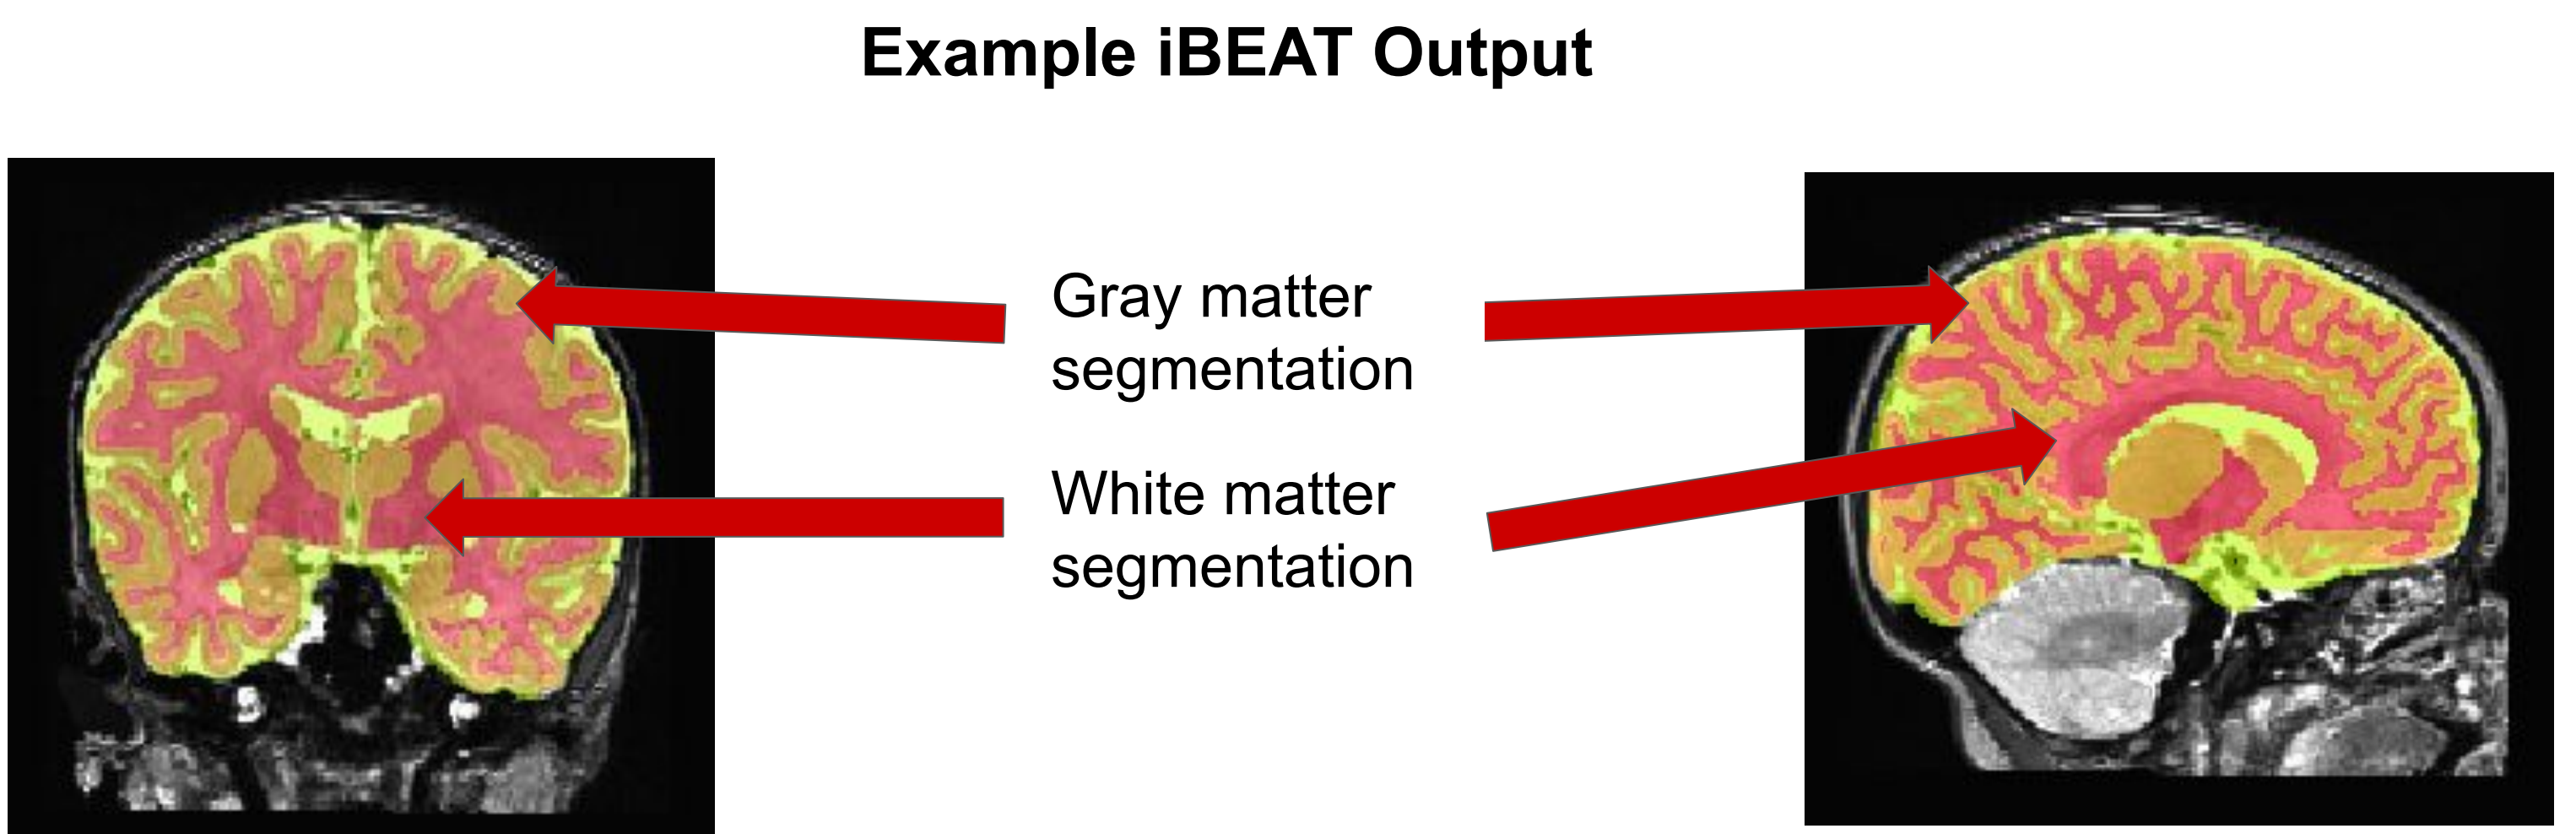 Example iBEAT Output
Gray matter
segmentation
White matter
segmentation